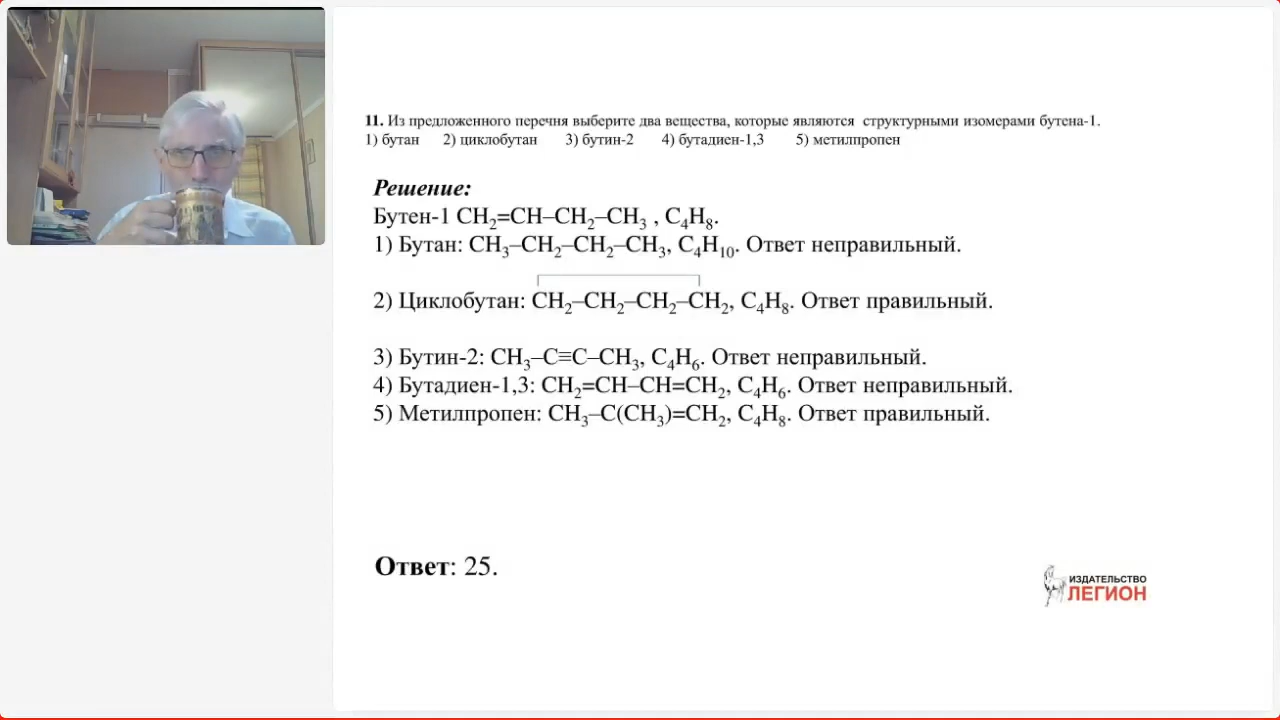 11. Из предложенного перечня выберите два вещества, которые являются структурными изомерами бутена-1.
1) бутан 2) циклобутан 3) бутин-2 4) бутадиен-1,3 5) метилпропен
Решение:
Бутен-1 CH₂=CH–CH₂–CH₃ , C₄H₈.
1) Бутан: CH₃–CH₂–CH₂–CH₃, C₄H₁₀. Ответ неправильный.
2) Циклобутан: CH₂–CH₂–CH₂–CH₂, C₄H₈. Ответ правильный.
3) Бутин-2: CH₃–C≡C–CH₃, C₄H₆. Ответ неправильный.
4) Бутадиен-1,3: CH₂=CH–CH=CH₂, C₄H₆. Ответ неправильный.
5) Метилпропен: CH₃–C(CH₃)=CH₂, C₄H₈. Ответ правильный.
Ответ: 25.
ИЗДАТЕЛЬСТВО
ЛЕГИОН